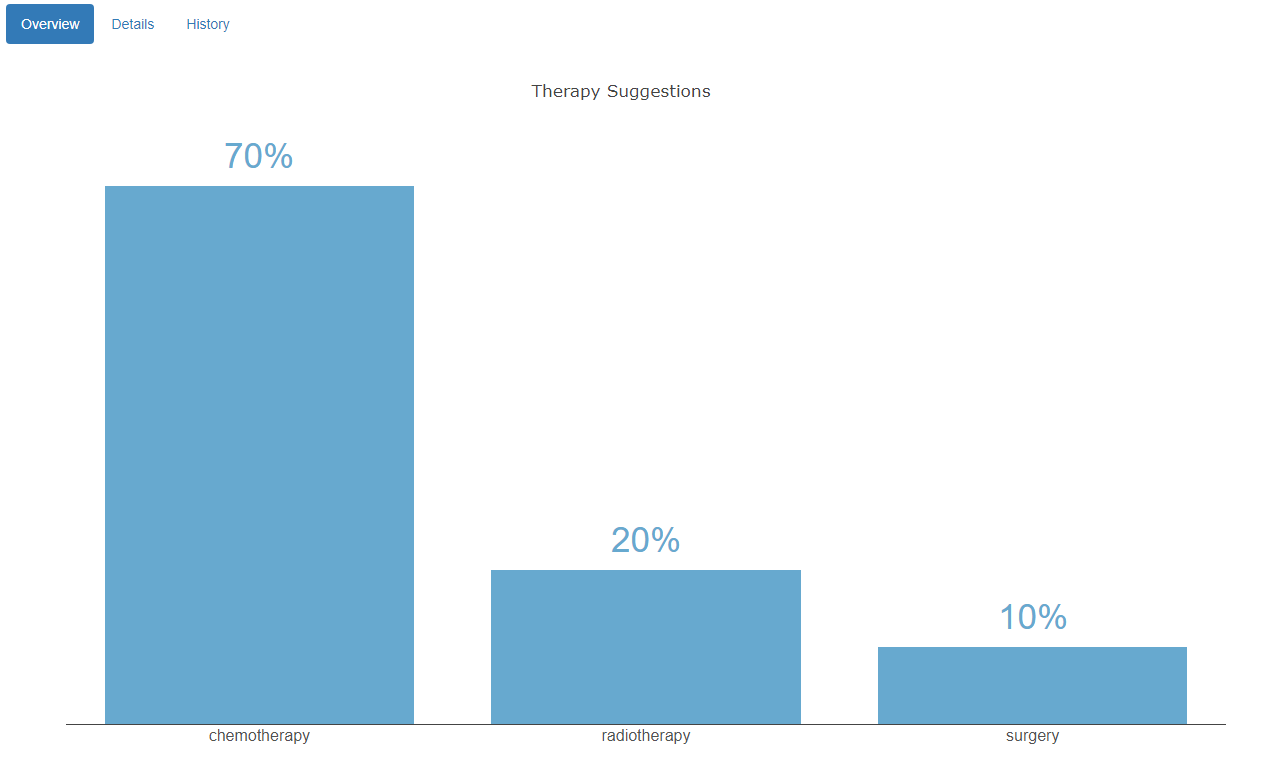 Overview Details History
Therapy Suggestions
70%
20%
10%
chemotherapy radiotherapy surgery